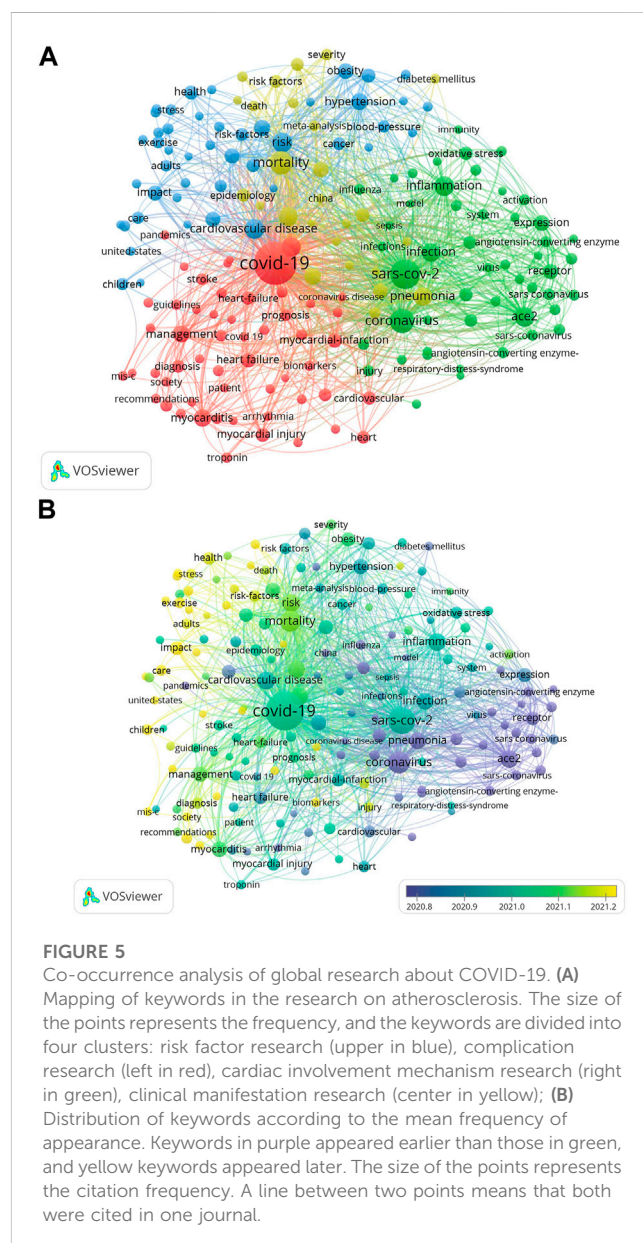 A
severity
obesity
diabetes mellitus
risk factors
health
hypertension
death
stress
meta-analysis
blood-pressure
immunity
risk-factors
exercise
risk
cancer
oxidative stress
adults
mortality
inflammation
influenza
activation
impact
epidemiology
china
model
system
expression
care
cardiovascular disease
sepsis
angiotensin-converting enzyme
pandemics
infection
united-states
covid-19
infections
virus
receptor
sars-cov-2
children
stroke
heart-failure
coronavirus disease
pneumonia
sars coronavirus
guidelines
prognosis
coronavirus
ace2
management
covid 19
myocardial-infarction
sars-coronavirus
diagnosis
heart failure
biomarkers
injury
angiotensin-converting enzyme-
mis-c
society
patient
respiratory-distress-syndrome
recommendations
cardiovascular
myocarditis
arrhythmia
myocardial injury
heart
troponin
VOSviewer
B
severity
obesity
diabetes mellitus
risk factors
health
hypertension
death
stress
meta-analysis
blood-pressure
immunity
risk-factors
exercise
risk
cancer
oxidative stress
adults
mortality
inflammation
influenza
activation
impact
epidemiology
china
model
system
expression
care
cardiovascular disease
sepsis
angiotensin-converting enzyme
pandemics
infection
united-states
covid-19
infections
virus
receptor
sars-cov-2
children
stroke
heart-failure
coronavirus disease
pneumonia
sars coronavirus
guidelines
prognosis
coronavirus
ace2
management
covid 19
myocardial-infarction
sars-coronavirus
diagnosis
heart failure
biomarkers
injury
angiotensin-converting enzyme-
mis-c
society
patient
respiratory-distress-syndrome
recommendations
cardiovascular
myocarditis
arrhythmia
myocardial injury
heart
troponin
VOSviewer
2020.8 2020.9 2021.0 2021.1 2021.2
FIGURE 5
Co-occurrence analysis of global research about COVID-19. (A)
Mapping of keywords in the research on atherosclerosis. The size of
the points represents the frequency, and the keywords are divided into
four clusters: risk factor research (upper in blue), complication
research (left in red), cardiac involvement mechanism research (right
in green), clinical manifestation research (center in yellow); (B)
Distribution of keywords according to the mean frequency of
appearance. Keywords in purple appeared earlier than those in green,
and yellow keywords appeared later. The size of the points represents
the citation frequency. A line between two points means that both
were cited in one journal.